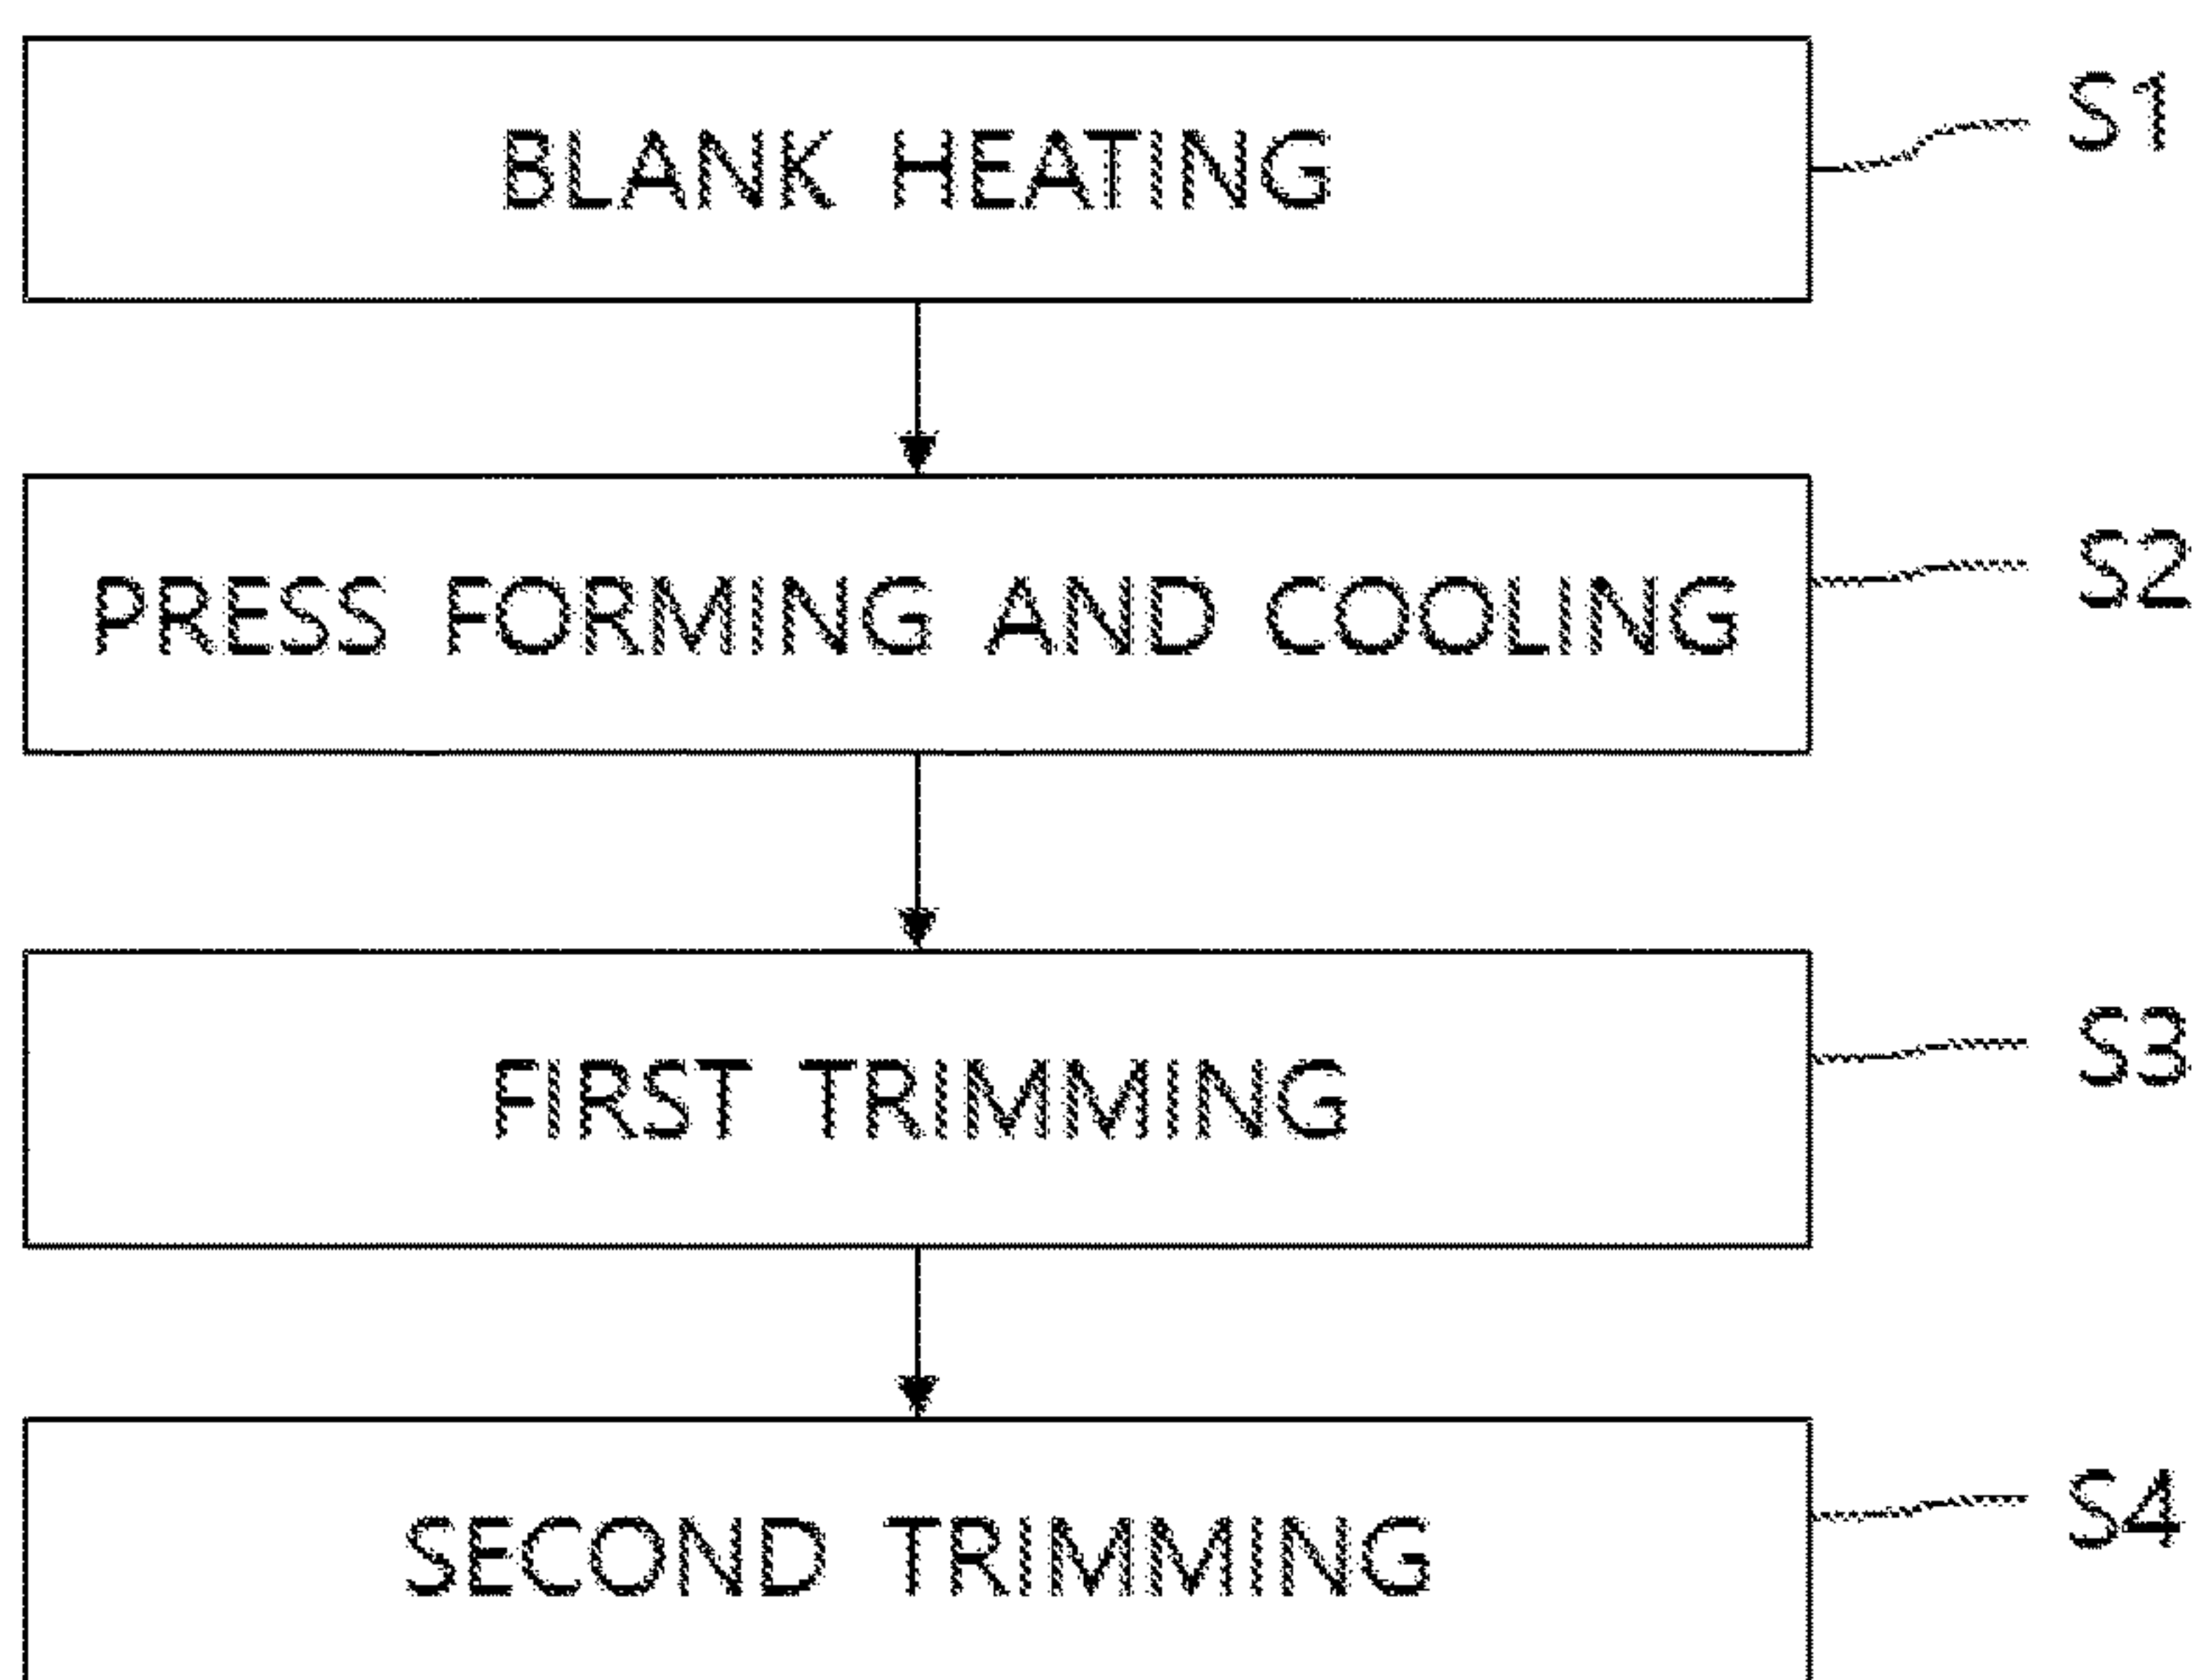 BLANK HEATING S1
PRESS FORMING AND COOLING S2
FIRST TRIMMING S3
SECOND TRIMMING S4